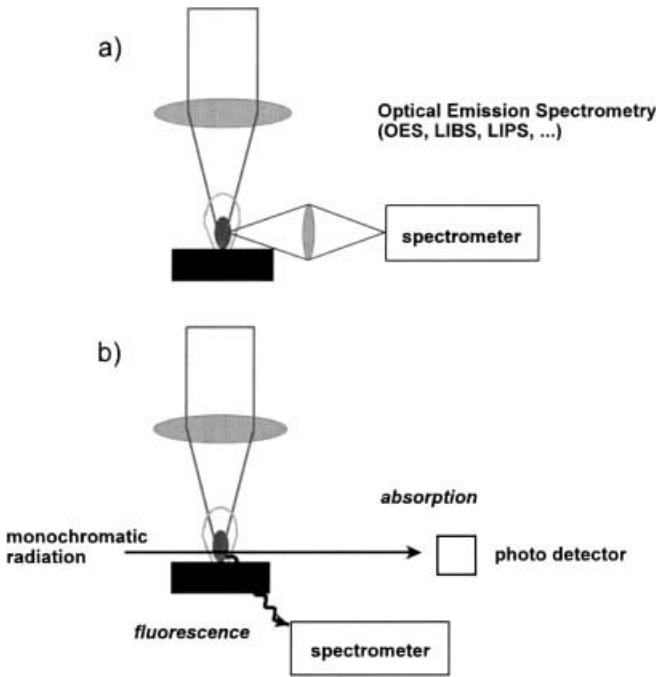 a)
Optical Emission Spectrometry
(OES, LIBS, LIPS, ...)
spectrometer
b)
absorption
monochromatic
radiation
photo detector
fluorescence
spectrometer